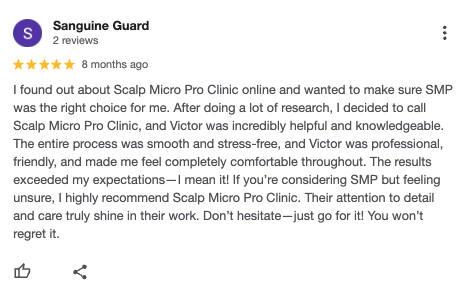 S
Sanguine Guard
2 reviews
8 months ago
I found out about Scalp Micro Pro Clinic online and wanted to make sure SMP
was the right choice for me. After doing a lot of research, I decided to call
Scalp Micro Pro Clinic, and Victor was incredibly helpful and knowledgeable.
The entire process was smooth and stress-free, and Victor was professional,
friendly, and made me feel completely comfortable throughout. The results
exceeded my expectations—I mean it! If you’re considering SMP but feeling
unsure, I highly recommend Scalp Micro Pro Clinic. Their attention to detail
and care truly shine in their work. Don’t hesitate—just go for it! You won’t
regret it.